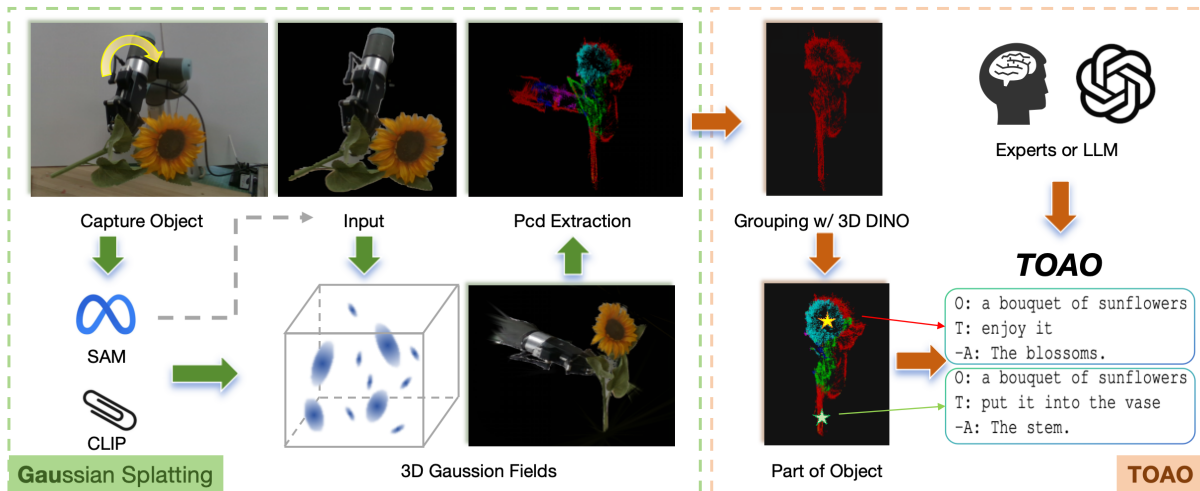 Capture Object
Input
Pcd Extraction
SAM
CLIP
3D Gaussion Fields
Gaussian Splatting
Grouping w/ 3D DINO
Experts or LLM
TOAO
O: a bouquet of sunflowers
T: enjoy it
-A: The blossoms.
O: a bouquet of sunflowers
T: put it into the vase
-A: The stem.
Part of Object
TOAO